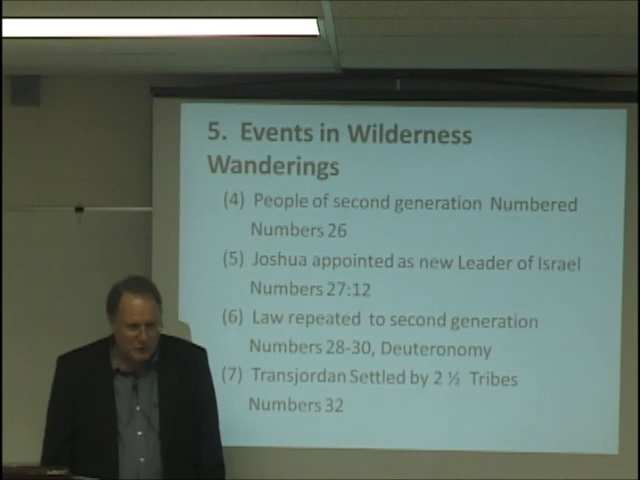 5. Events in Wilderness
Wanderings
(4) People of second generation Numbered
Numbers 26
(5) Joshua appointed as new Leader of Israel
Numbers 27:12
(6) Law repeated to second generation
Numbers 28-30, Deuteronomy
(7) Transjordan Settled by 2 ½ Tribes
Numbers 32